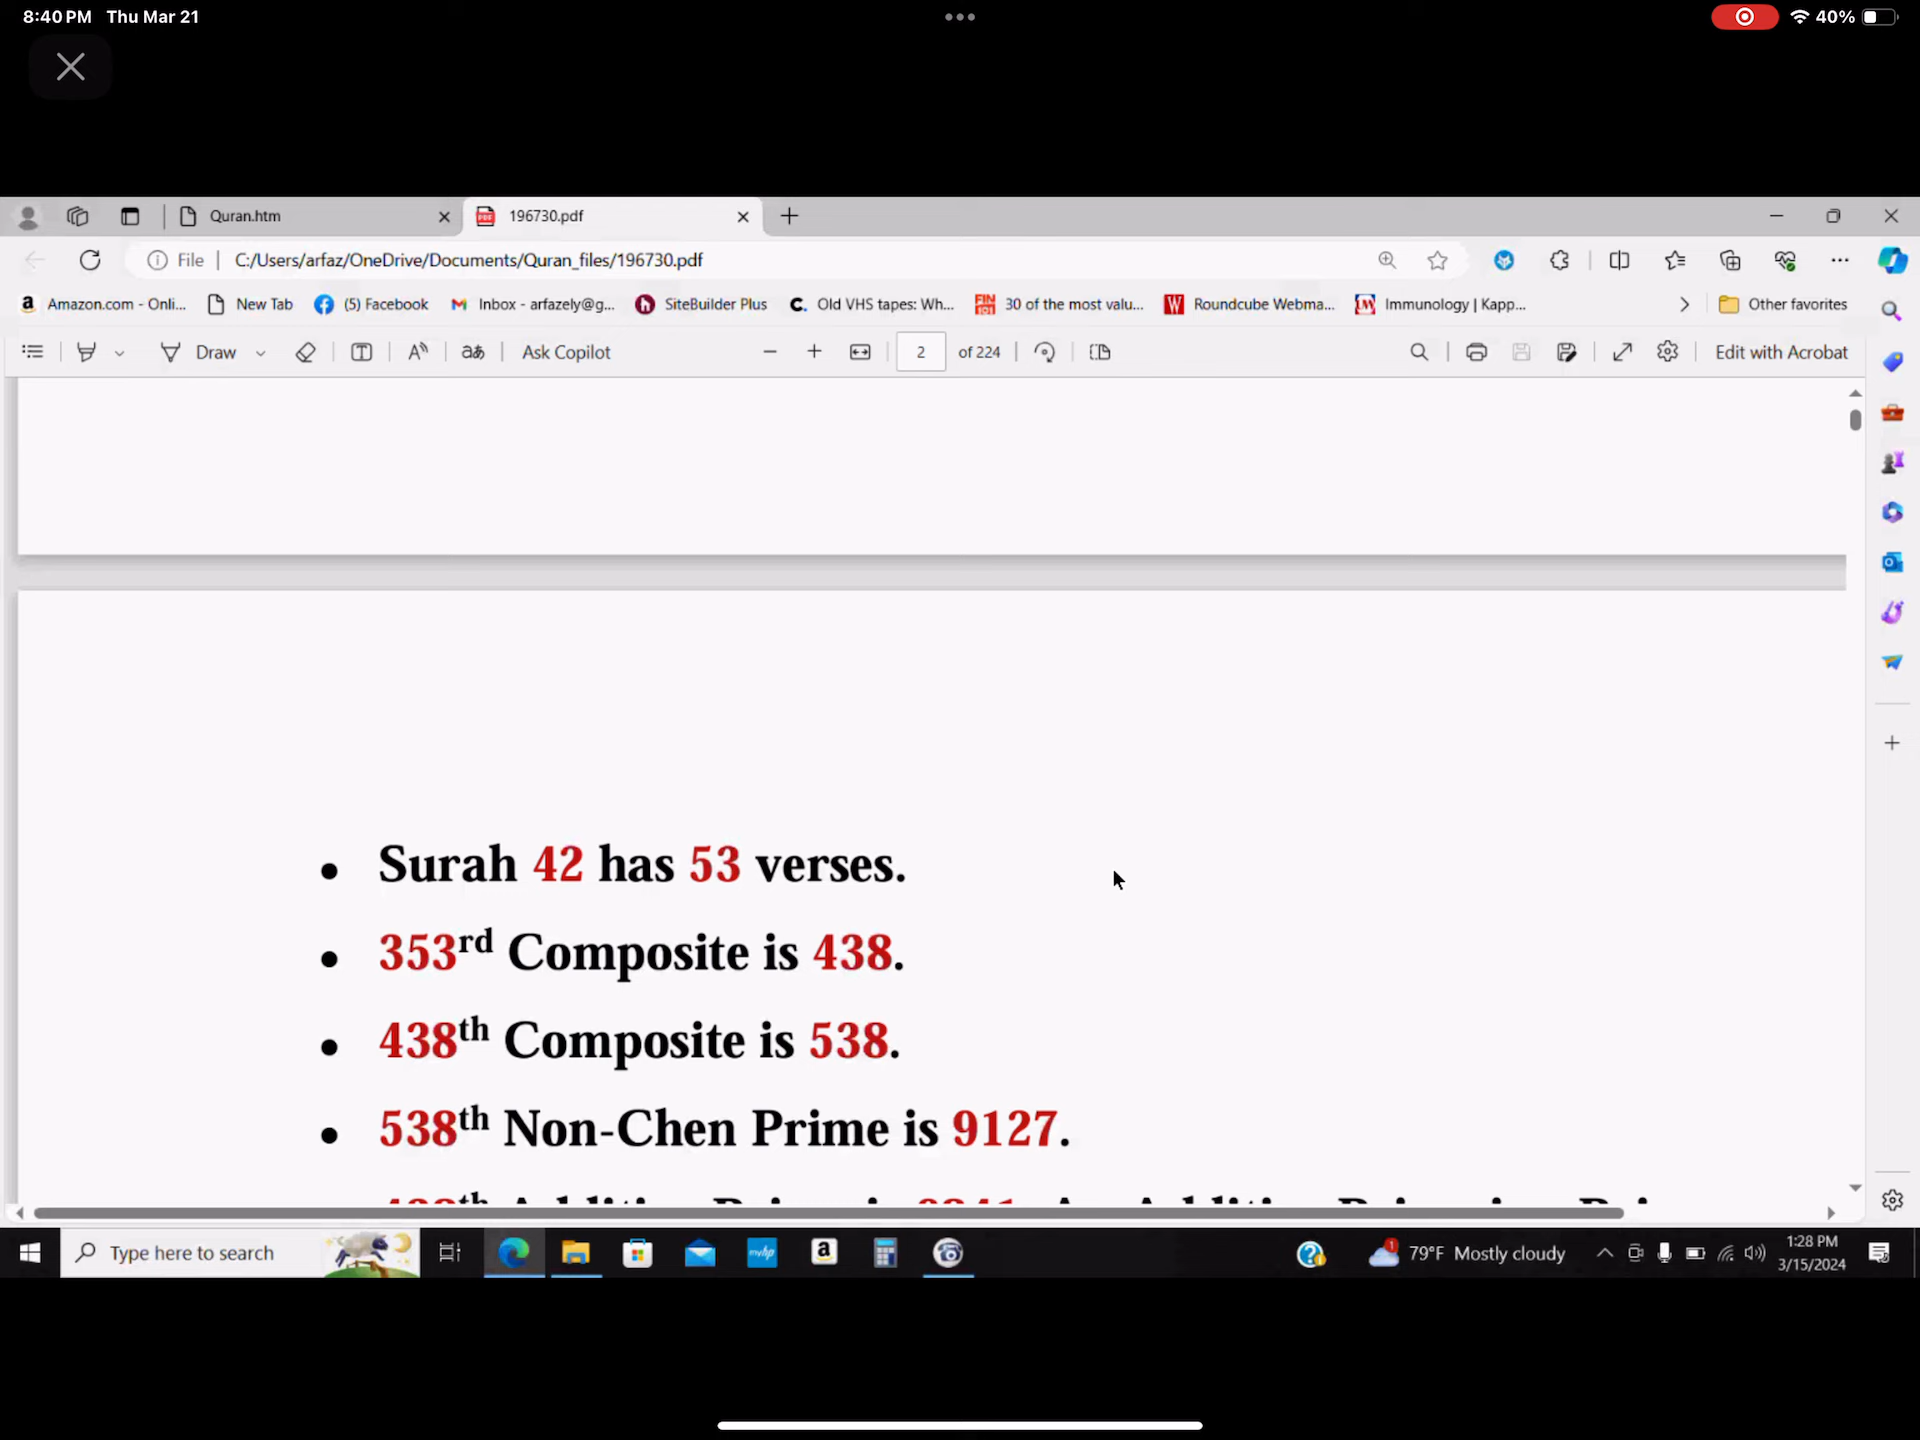 8:40 PM Thu Mar 21
40%
Quran.htm
196730.pdf
File C:/Users/arfaz/OneDrive/Documents/Quran_files/196730.pdf
Amazon.com - Onli... New Tab (5) Facebook Inbox - arfazely@g... SiteBuilder Plus Old VHS tapes: Wh... 30 of the most valu... Roundcube Webma... Immunology | Kapp... Other favorites
Draw Ask Copilot 2 of 224 Edit with Acrobat
• Surah 42 has 53 verses.
• 353rd Composite is 438.
• 438th Composite is 538.
• 538th Non-Chen Prime is 9127.
Type here to search
79°F Mostly cloudy
1:28 PM
3/15/2024